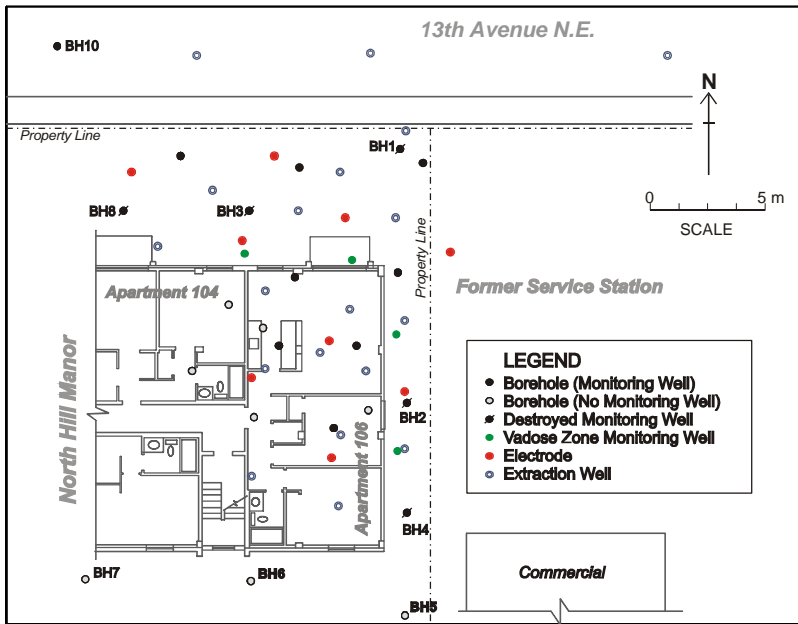 13th Avenue N.E.
BH10
N
Property Line
BH1
0 5 m
SCALE
BH8
BH3
Property Line
Apartment 104
Former Service Station
North Hill Manor
LEGEND
Borehole (Monitoring Well)
Borehole (No Monitoring Well)
Destroyed Monitoring Well
Vadose Zone Monitoring Well
Electrode
Extraction Well
BH2
Apartment 106
BH4
BH7
BH6
BH5
Commercial